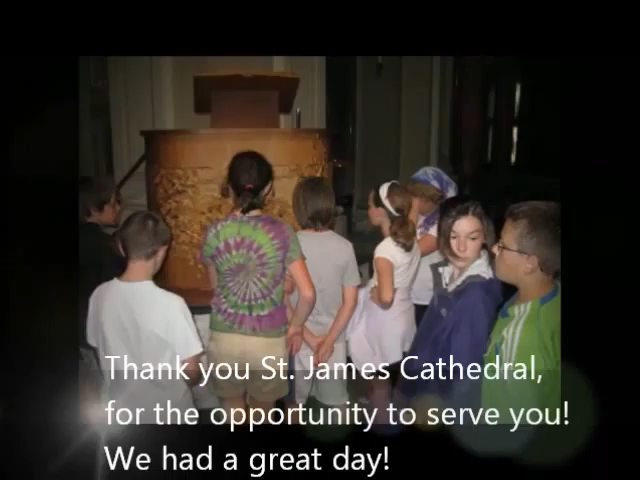 Thank you St. James Cathedral,
for the opportunity to serve you!
We had a great day!